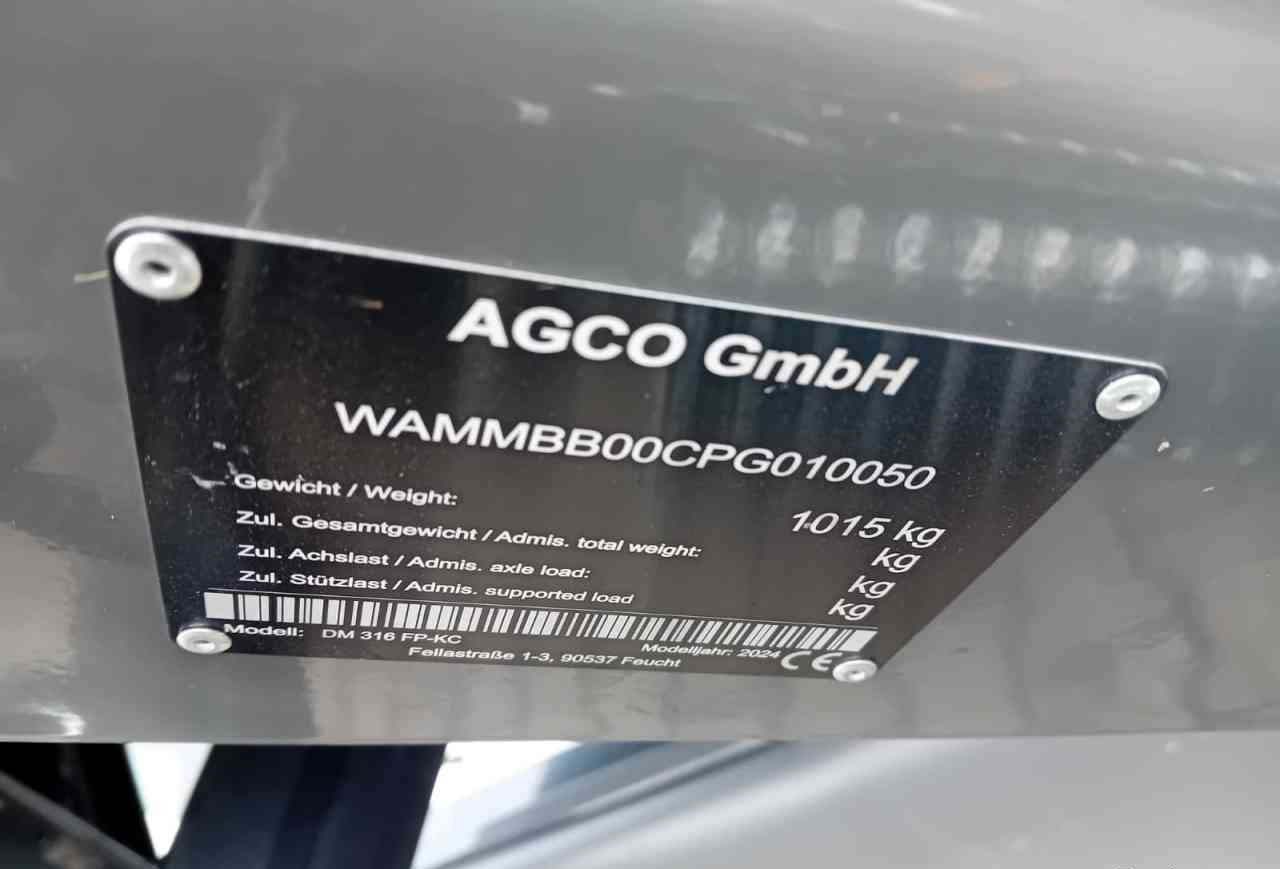 AGCO GmbH
WAMMBB00CPG010050
Gewicht / Weight: 1015 kg
Zul. Gesamtgewicht / Admis. total weight: kg
Zul. Achslast / Admis. axle load: kg
Zul. Stützlast / Admis. supported load kg
Modell: DM 316 FP-KC Modelljahr: 2024
Fellastraße 1-3, 90537 Feucht CE